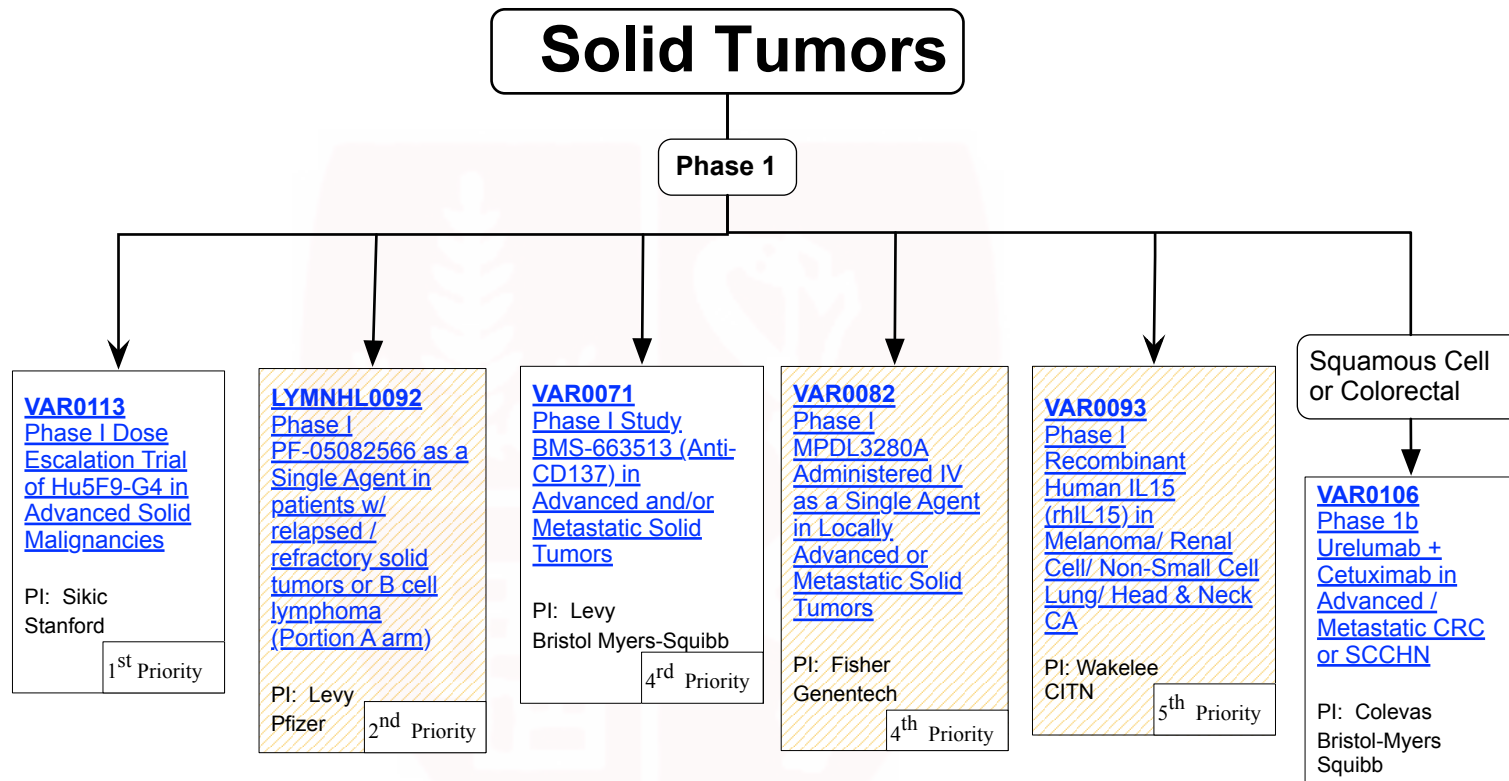 Solid Tumors
Phase 1
VAR0113
Phase I Dose
Escalation Trial
of Hu5F9-G4 in
Advanced Solid
Malignancies
PI: Sikic
Stanford
1st Priority
LYMNHL0092
Phase I
PF-05082566 as a
Single Agent in
patients w/
relapsed /
refractory solid
tumors or B cell
lymphoma
(Portion A arm)
PI: Levy
Pfizer
2nd Priority
VAR0071
Phase I Study
BMS-663513 (Anti-
CD137) in
Advanced and/or
Metastatic Solid
Tumors
PI: Levy
Bristol Myers-Squibb
4rd Priority
VAR0082
Phase I
MPDL3280A
Administered IV
as a Single Agent
in Locally
Advanced or
Metastatic Solid
Tumors
PI: Fisher
Genentech
4th Priority
VAR0093
Phase I
Recombinant
Human IL15
(rhIL15) in
Melanoma/ Renal
Cell/ Non-Small Cell
Lung/ Head & Neck
CA
PI: Wakelee
CITN
5th Priority
Squamous Cell
or Colorectal
VAR0106
Phase 1b
Urelumab +
Cetuximab in
Advanced /
Metastatic CRC
or SCCHN
PI: Colevas
Bristol-Myers
Squibb